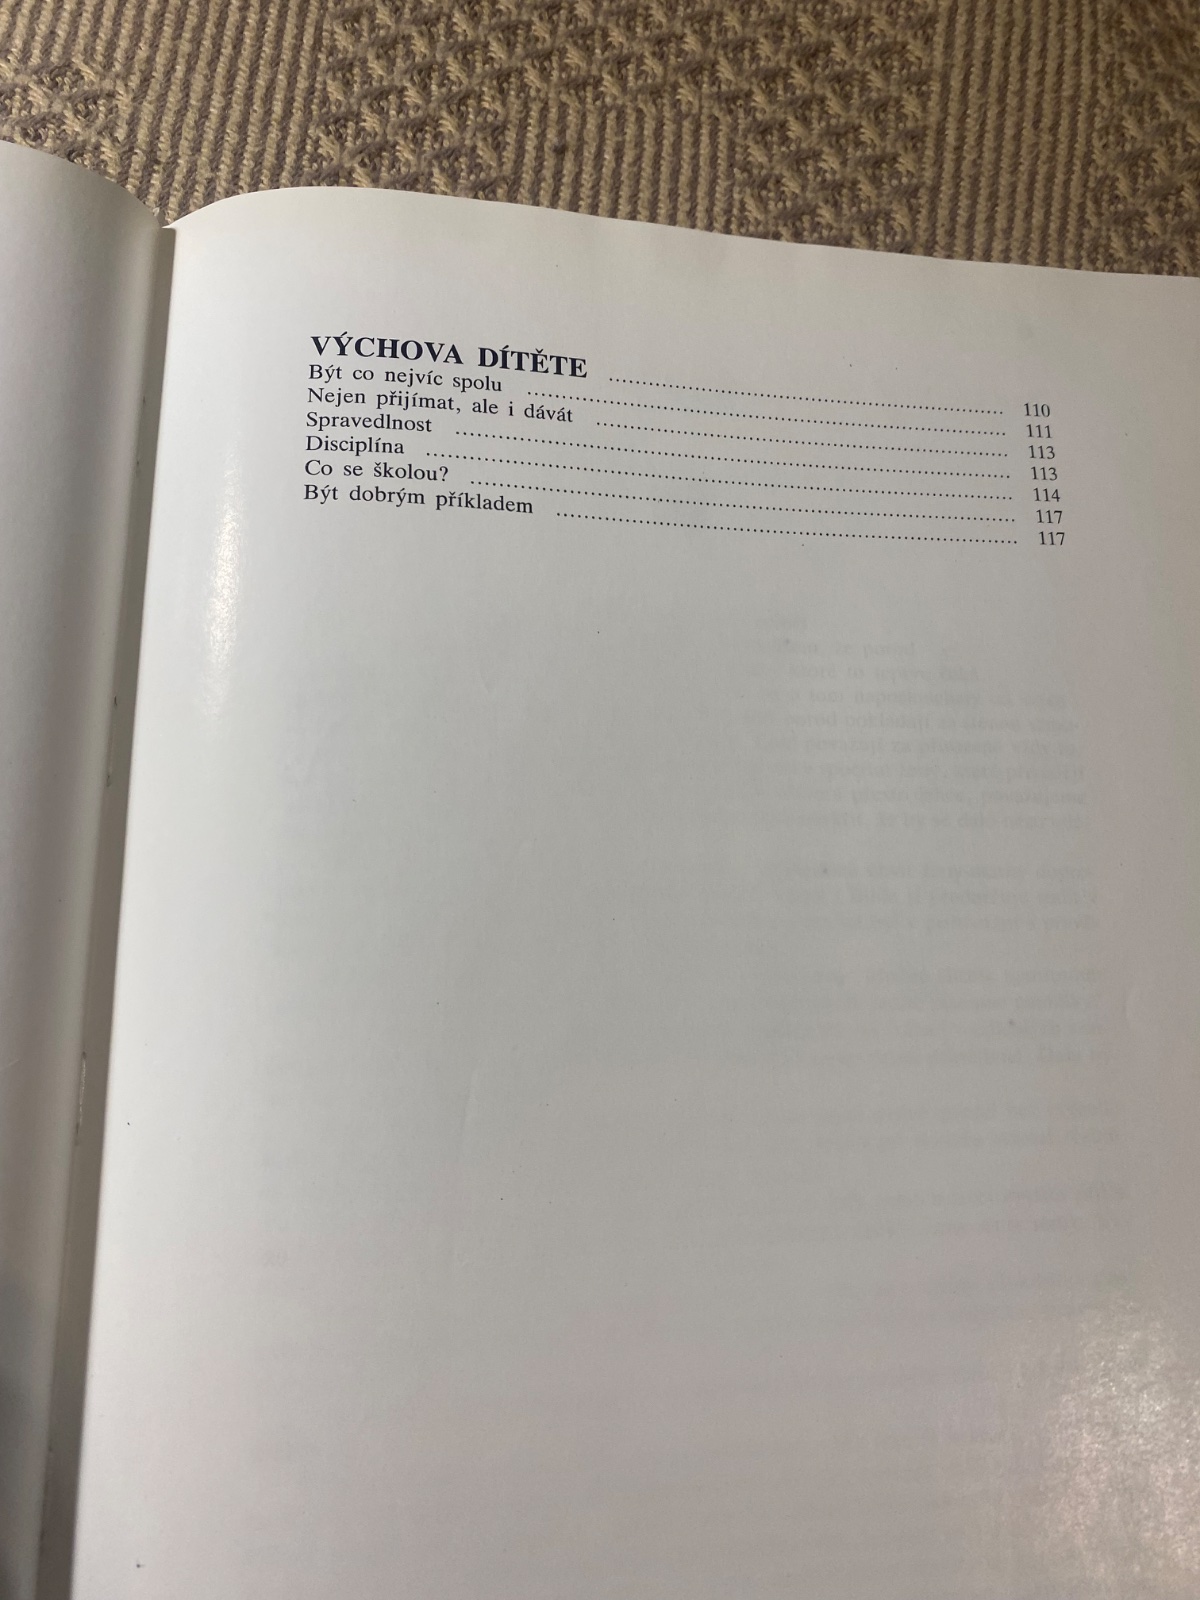 VÝCHOVA DÍTĚTE ........................................ 110
Být co nejvíc spolu ........................................ 111
Nejen přijímat, ale i dávát ........................................ 113
Spravedlnost ........................................ 113
Disciplína ........................................ 114
Co se školou? ........................................ 117
Být dobrým příkladem ........................................ 117